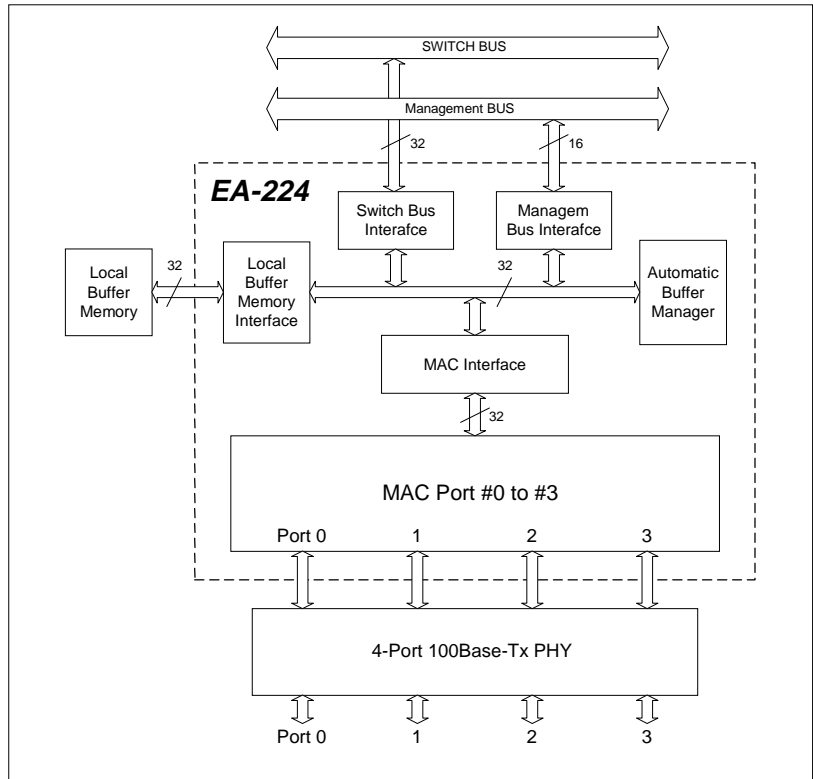 SWITCH BUS
Management BUS
32
16
EA-224
Switch Bus
Interafce
Managem
Bus Interafce
Local
Buffer
Memory
32
Local
Buffer
Memory
Interface
32
Automatic
Buffer
Manager
MAC Interface
32
MAC Port #0 to #3
Port 0 1 2 3
4-Port 100Base-Tx PHY
Port 0 1 2 3